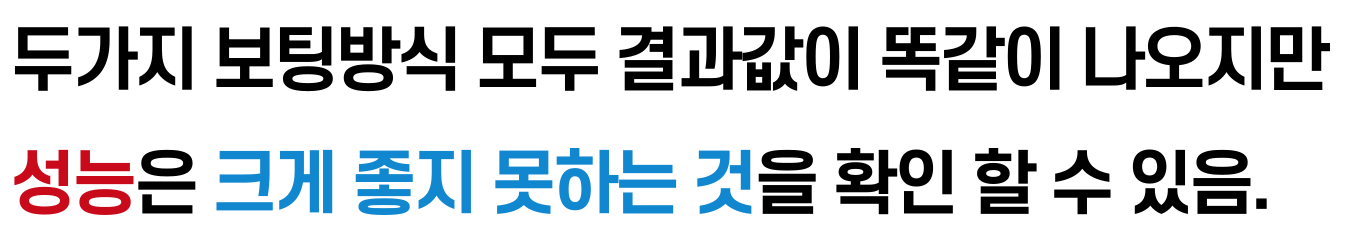 두가지 보팅방식 모두 결과값이 똑같이 나오지만
성능은 크게 좋지 못하는 것을 확인 할 수 있음.